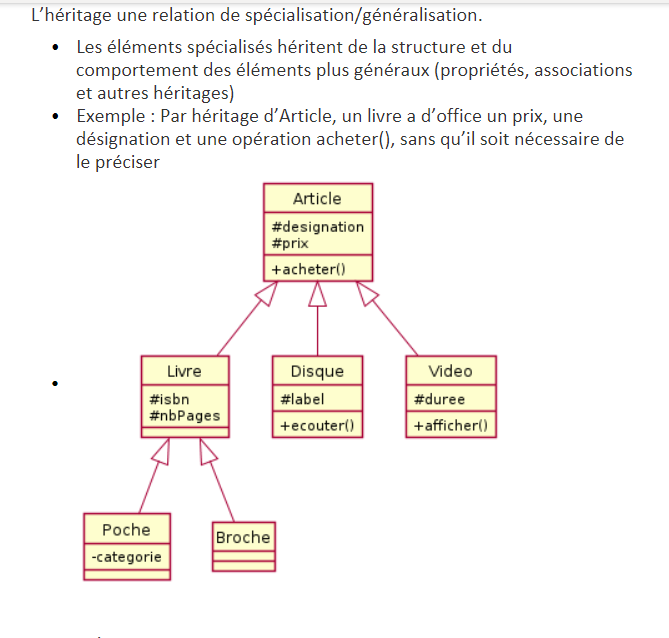 L’héritage une relation de spécialisation/généralisation.
• Les éléments spécialisés héritent de la structure et du
comportement des éléments plus généraux (propriétés, associations
et autres héritages)
• Exemple : Par héritage d’Article, un livre a d’office un prix, une
désignation et une opération acheter(), sans qu’il soit nécessaire de
le préciser
Article
#designation
#prix
+acheter()
•
Livre
#isbn
#nbPages
Disque
#label
+ecouter()
Video
#duree
+afficher()
Poche
-categorie
Broche